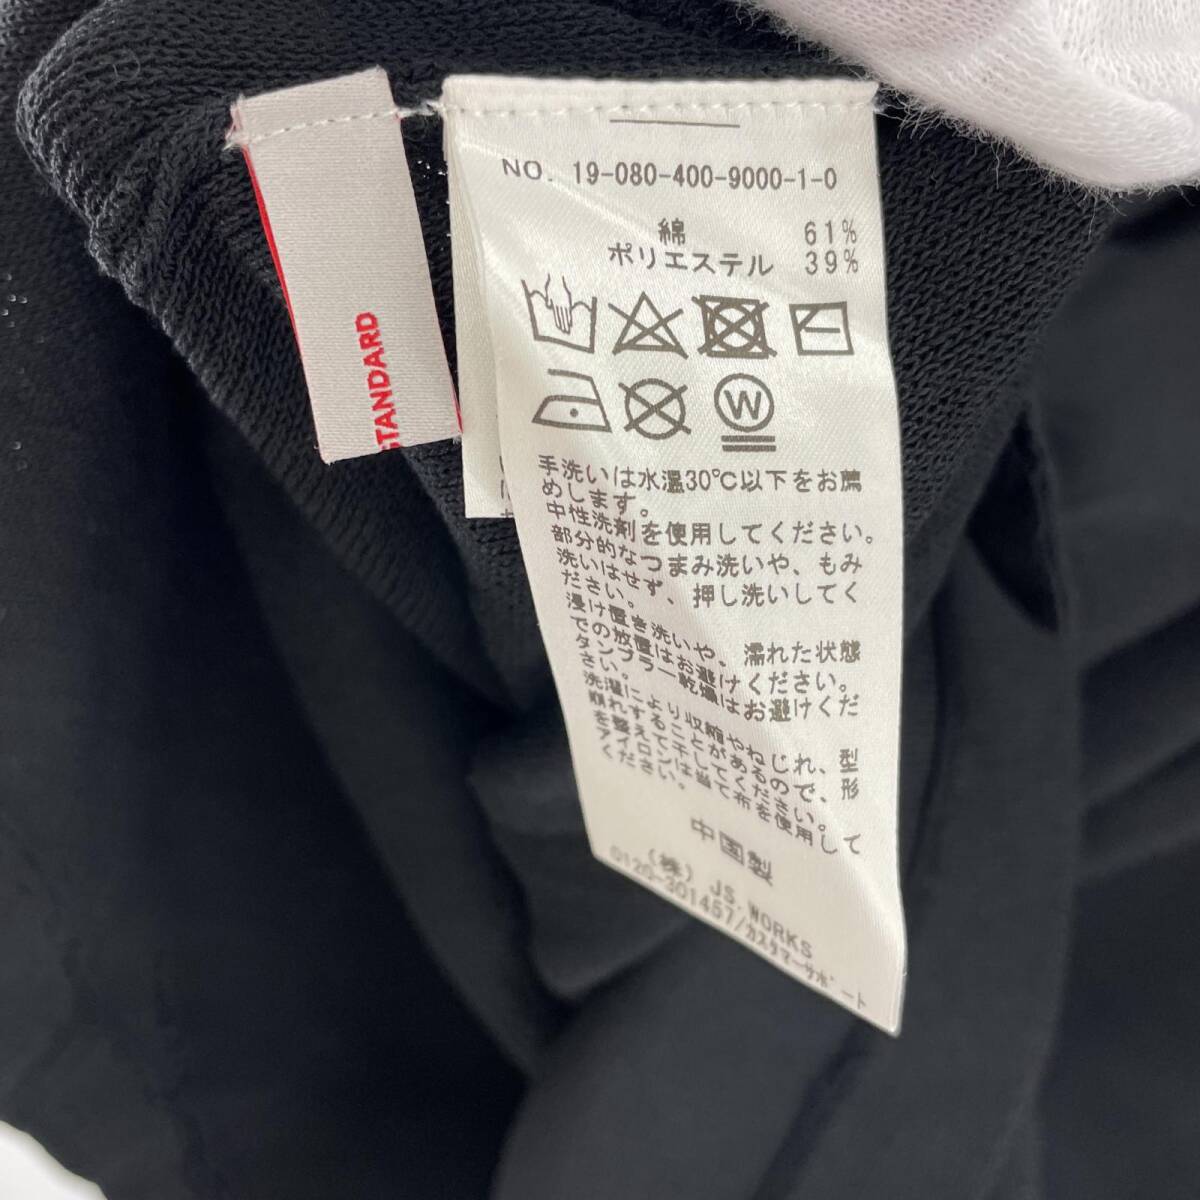 STANDARD
NO. 19-080-400-9000-1-0
綿 61%
ポリエステル 39%
W
手洗いは水温30℃以下をお薦
めします。
中性洗剤を使用してください。
部分的なつまみ洗いや、もみ
洗いはせず、押し洗いしてく
ださい。
浸け置き洗いや、濡れた状態
での放置はお避けください。
タンブラー乾燥はお避けくだ
さい。
洗濯により収縮やねじれ、型
崩れすることがあるので、形
を整えて干してください。
アイロンは当て布を使用して
ください。
中国製
(株) JS.WORKS
0120-301457/カスタマーサポート